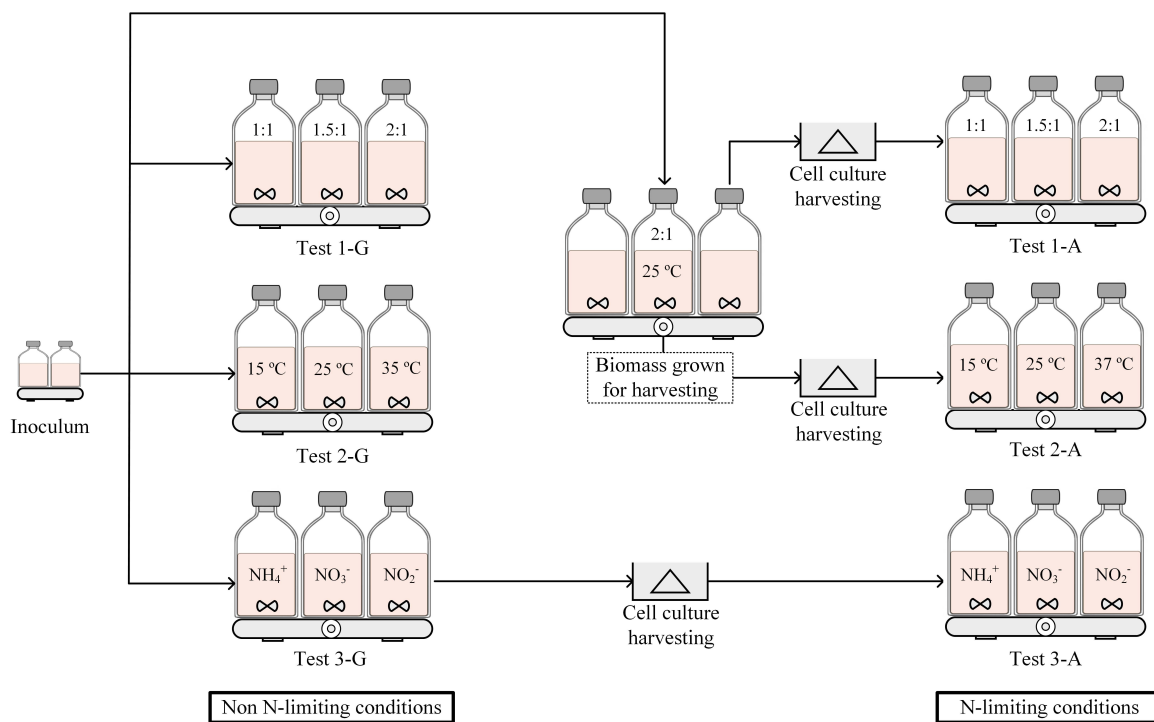 1:1 1.5:1 2:1
Test 1-G
1:1 1.5:1 2:1
Test 1-A
Cell culture
harvesting
2:1
25 ºC
Biomass grown
for harvesting
Inoculum
15 ºC 25 ºC 35 ºC
Test 2-G
Cell culture
harvesting
15 ºC 25 ºC 37 ºC
Test 2-A
NH₄⁺ NO₃⁻ NO₂⁻
Test 3-G
Cell culture
harvesting
NH₄⁺ NO₃⁻ NO₂⁻
Test 3-A
Non N-limiting conditions
N-limiting conditions